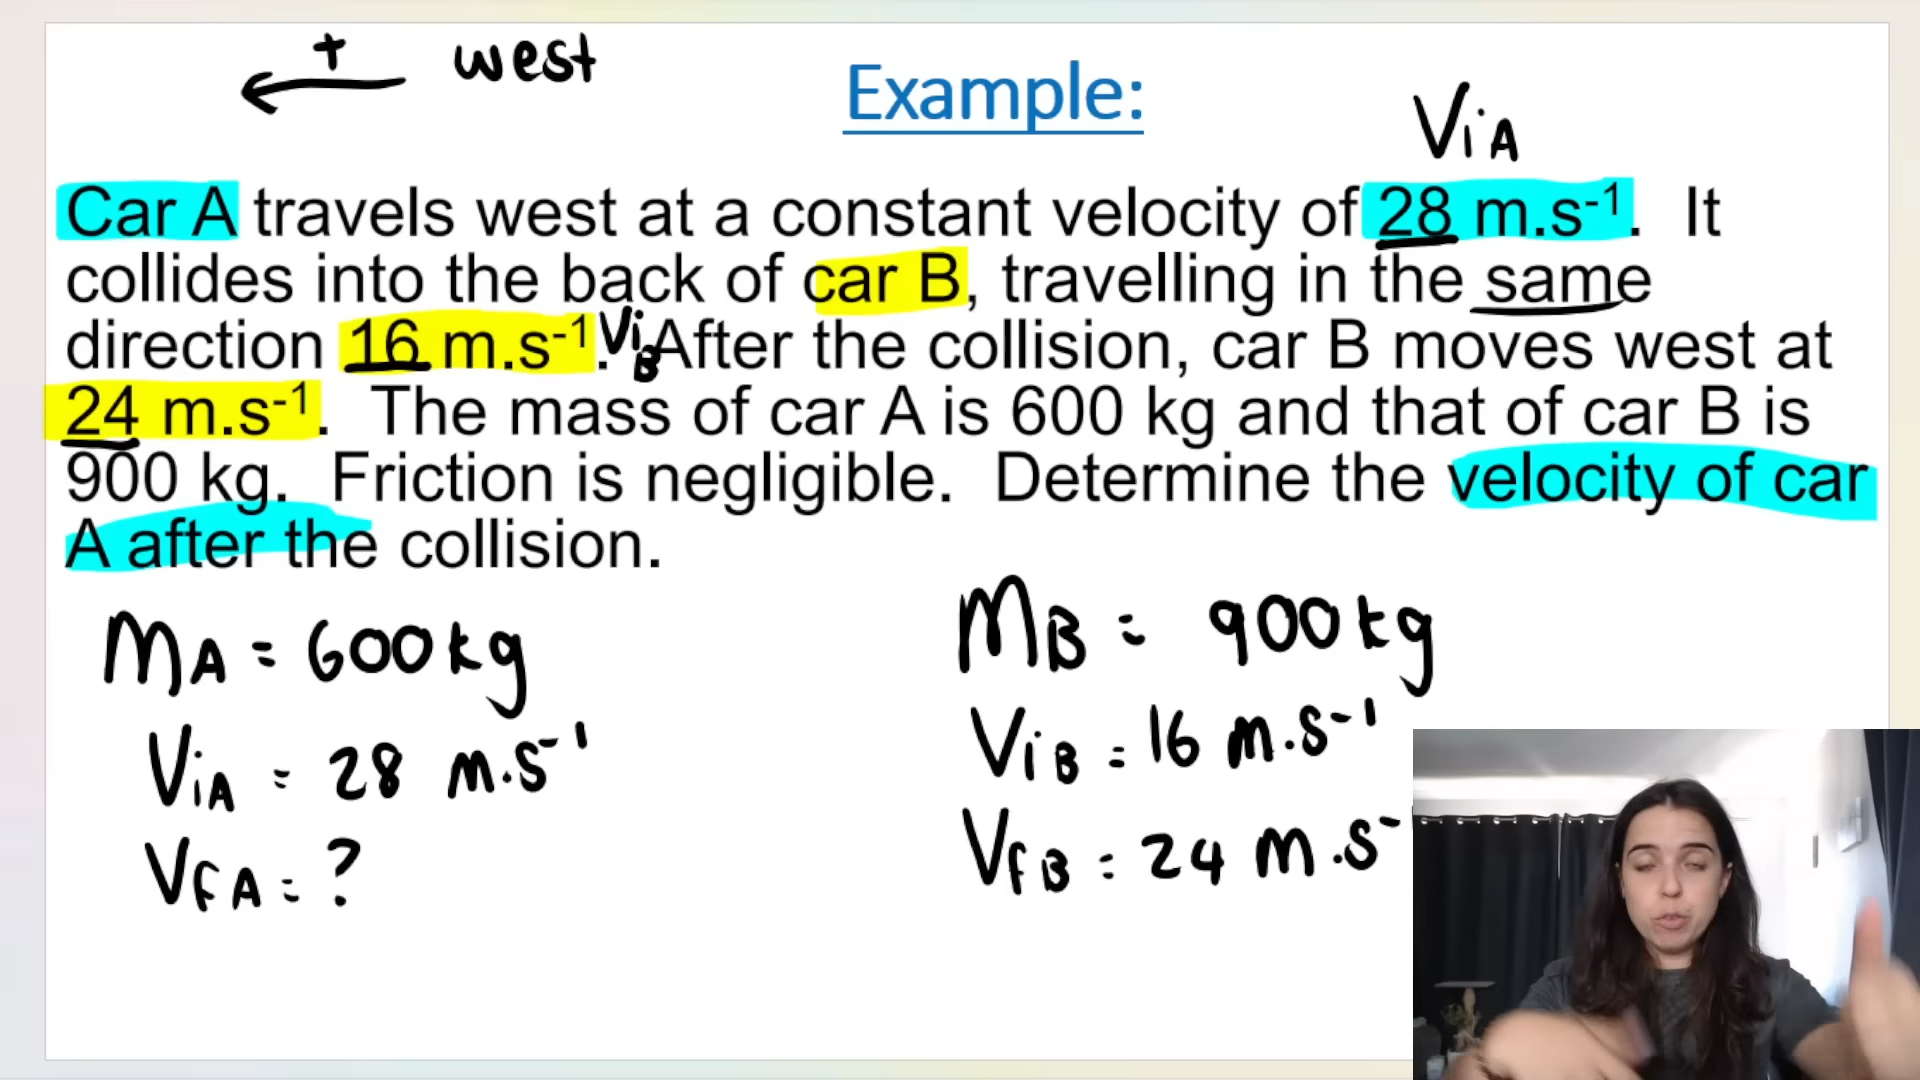 + west
Example:
ViA
Car A travels west at a constant velocity of 28 m.s-1. It
collides into the back of car B, travelling in the same
direction 16 m.s-1. ViB After the collision, car B moves west at
24 m.s-1. The mass of car A is 600 kg and that of car B is
900 kg. Friction is negligible. Determine the velocity of car
A after the collision.
MA = 600kg
ViA = 28 m.s-1
VfA = ?
MB = 900kg
ViB = 16 m.s-1
VfB = 24 m.s-